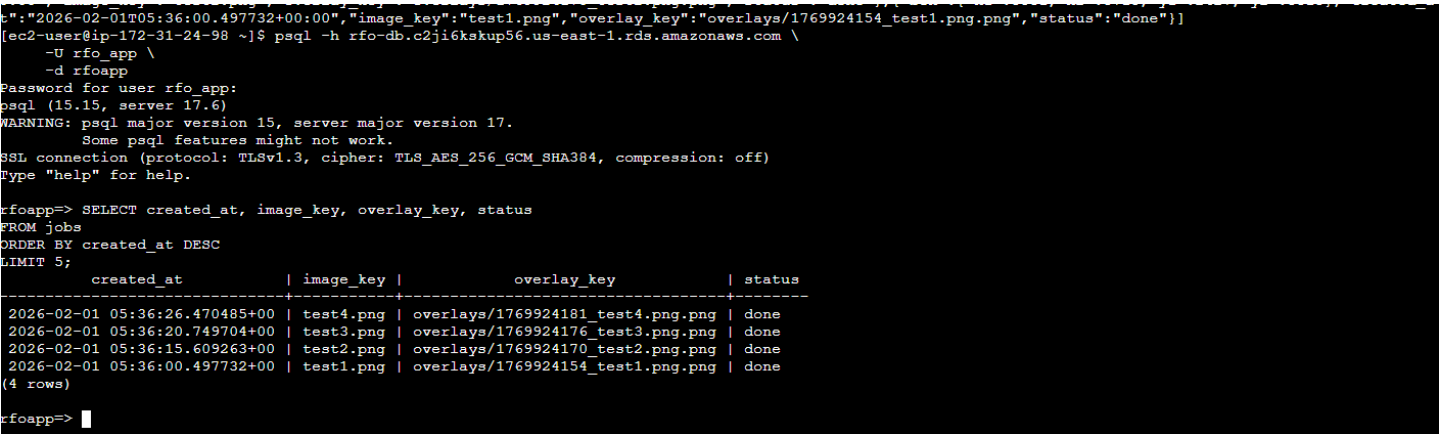 t":"2026-02-01T05:36:00.497732+00:00","image_key":"test1.png","overlay_key":"overlays/1769924154_test1.png.png","status":"done"}]
[ec2-user@ip-172-31-24-98 ~]$ psql -h rfo-db.c2ji6kskup56.us-east-1.rds.amazonaws.com \
-U rfo_app \
-d rfoapp
Password for user rfo_app:
psql (15.15, server 17.6)
WARNING: psql major version 15, server major version 17.
Some psql features might not work.
SSL connection (protocol: TLSv1.3, cipher: TLS_AES_256_GCM_SHA384, compression: off)
Type "help" for help.
rfoapp=> SELECT created_at, image_key, overlay_key, status
FROM jobs
ORDER BY created_at DESC
LIMIT 5;
created_at | image_key | overlay_key | status
-------------------------------+-----------+-------------------------------------+--------
2026-02-01 05:36:26.470485+00 | test4.png | overlays/1769924181_test4.png.png | done
2026-02-01 05:36:20.749704+00 | test3.png | overlays/1769924176_test3.png.png | done
2026-02-01 05:36:15.609263+00 | test2.png | overlays/1769924170_test2.png.png | done
2026-02-01 05:36:00.497732+00 | test1.png | overlays/1769924154_test1.png.png | done
(4 rows)
rfoapp=>